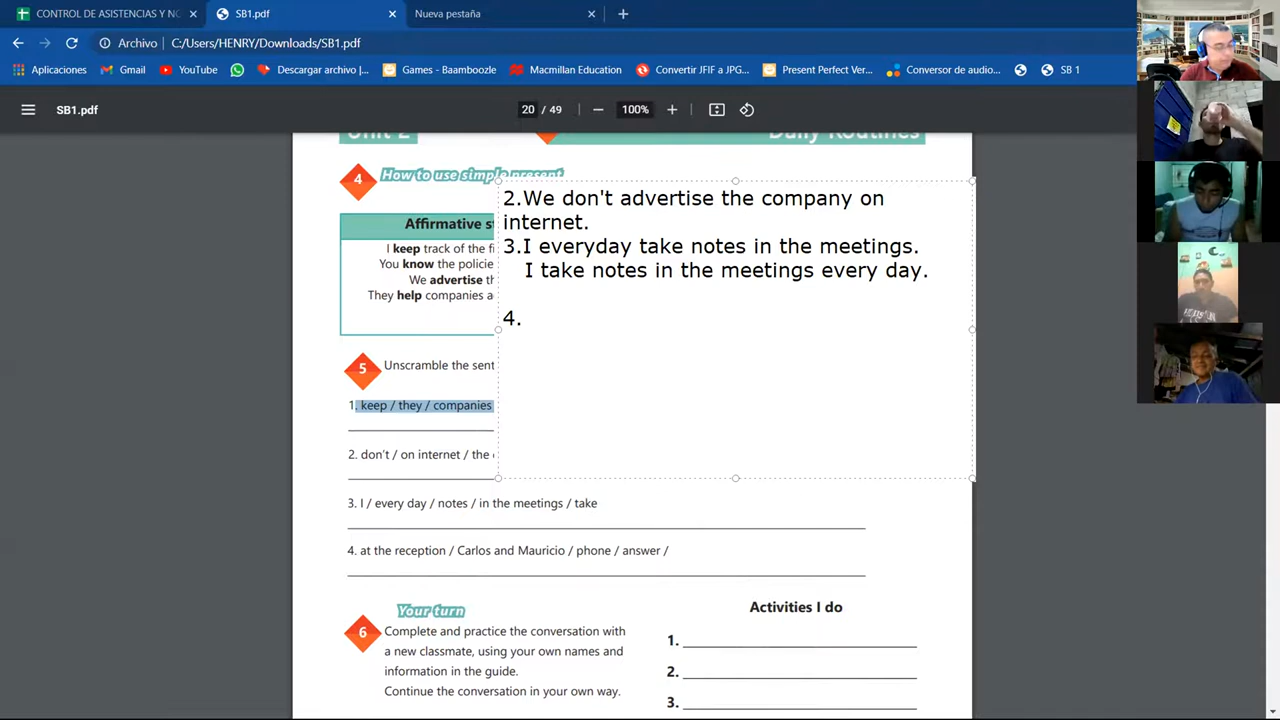 CONTROL DE ASISTENCIAS Y NO
SB1.pdf
Nueva pestaña
Archivo
C:/Users/HENRY/Downloads/SB1.pdf
Aplicaciones
Gmail
YouTube
Descargar archivo |...
Games - Baamboozle
Macmillan Education
Convertir JFIF a JPG...
Present Perfect Ver...
Conversor de audio...
SB 1
SB1.pdf
20 / 49
100%
Unit 2
Daily Routines
4
How to use simple present
Affirmative s
I keep track of the fi
You know the policie
We advertise th
They help companies a
2.We don't advertise the company on
internet.
3.I everyday take notes in the meetings.
I take notes in the meetings every day.
4.
5
Unscramble the sent
1. keep / they / companies
2. don't / on internet / the
3. I / every day / notes / in the meetings / take
4. at the reception / Carlos and Mauricio / phone / answer /
6
Your turn
Complete and practice the conversation with
a new classmate, using your own names and
information in the guide.
Continue the conversation in your own way.
Activities I do
1.
2.
3.